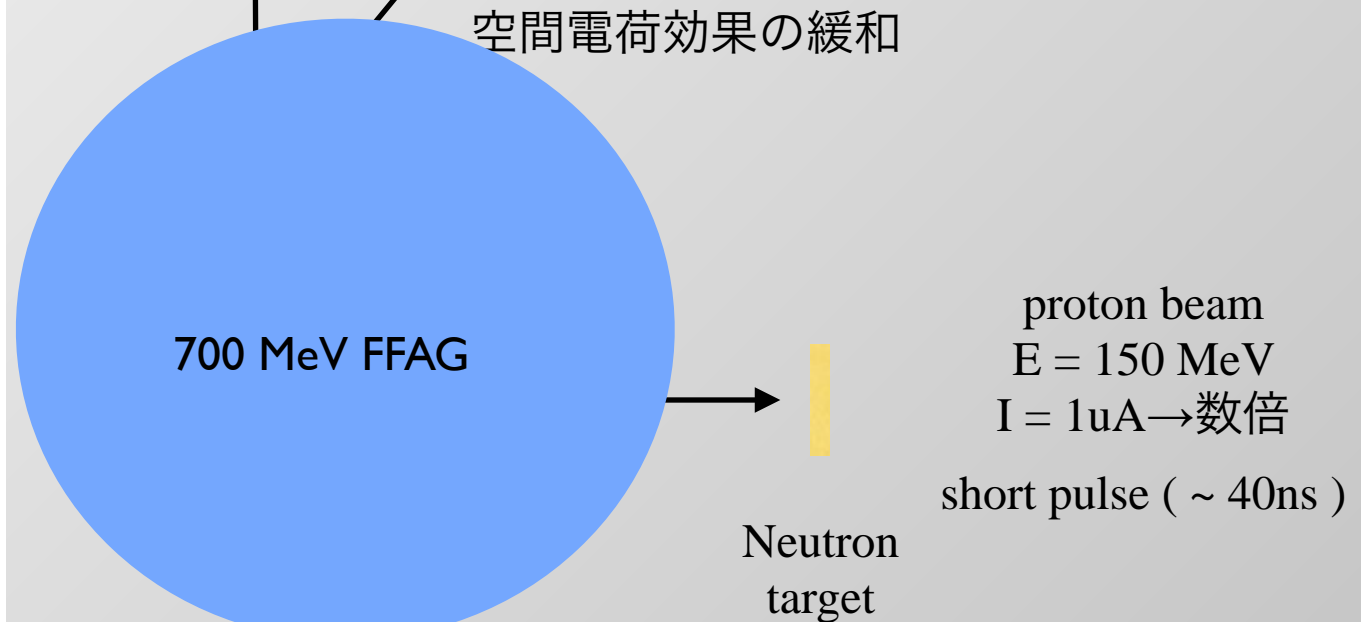 空間電荷効果の緩和
700 MeV FFAG
proton beam
E = 150 MeV
I = 1uA→数倍
short pulse ( ~ 40ns )
Neutron
target